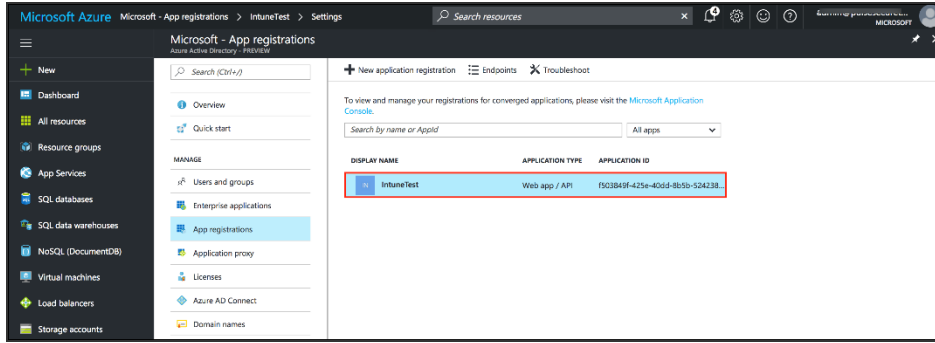 Microsoft Azure Microsoft - App registrations > IntuneTest > Settings
Search resources
MICROSOFT
Microsoft - App registrations
Azure Active Directory - PREVIEW
New
Dashboard
All resources
Resource groups
App Services
SQL databases
SQL data warehouses
NoSQL (DocumentDB)
Virtual machines
Load balancers
Storage accounts
Search (Ctrl+/)
Overview
Quick start
MANAGE
Users and groups
Enterprise applications
App registrations
Application proxy
Licenses
Azure AD Connect
Domain names
New application registration Endpoints Troubleshoot
To view and manage your registrations for converged applications, please visit the Microsoft Application
Console.
Search by name or AppId All apps
DISPLAY NAME APPLICATION TYPE APPLICATION ID
N IntuneTest Web app / API f503849f-425e-40dd-8b5b-524238...